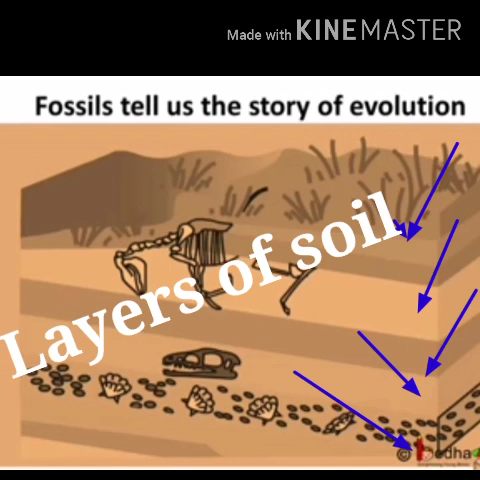 Made with KINEMASTER
Fossils tell us the story of evolution
Layers of soil
©